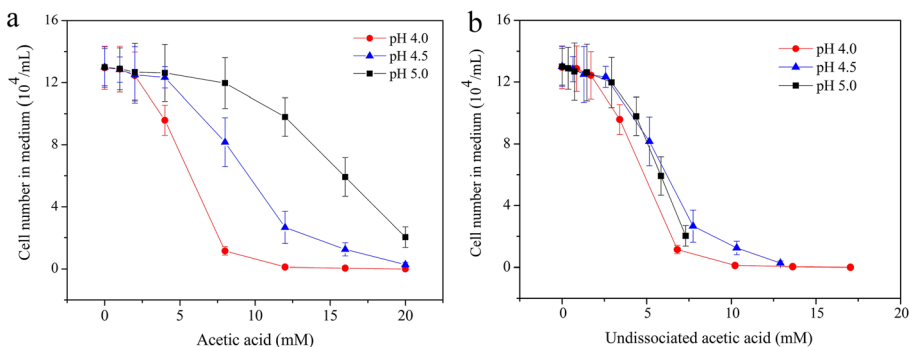 a
16
12
8
4
0
Cell number in medium (10⁴/mL)
pH 4.0
pH 4.5
pH 5.0
0
5
10
15
20
Acetic acid (mM)
b
16
12
8
4
0
Cell number in medium (10⁴/mL)
pH 4.0
pH 4.5
pH 5.0
0
5
10
15
20
Undissociated acetic acid (mM)